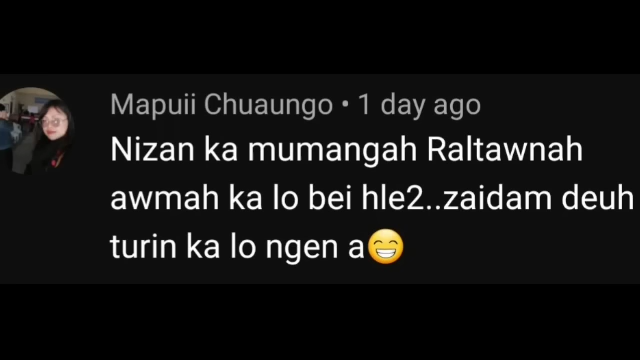 Mapuii Chuaungo • 1 day ago
Nizan ka mumangah Raltawnah
awmah ka lo bei hle2..zaidam deuh
turin ka lo ngen a😁